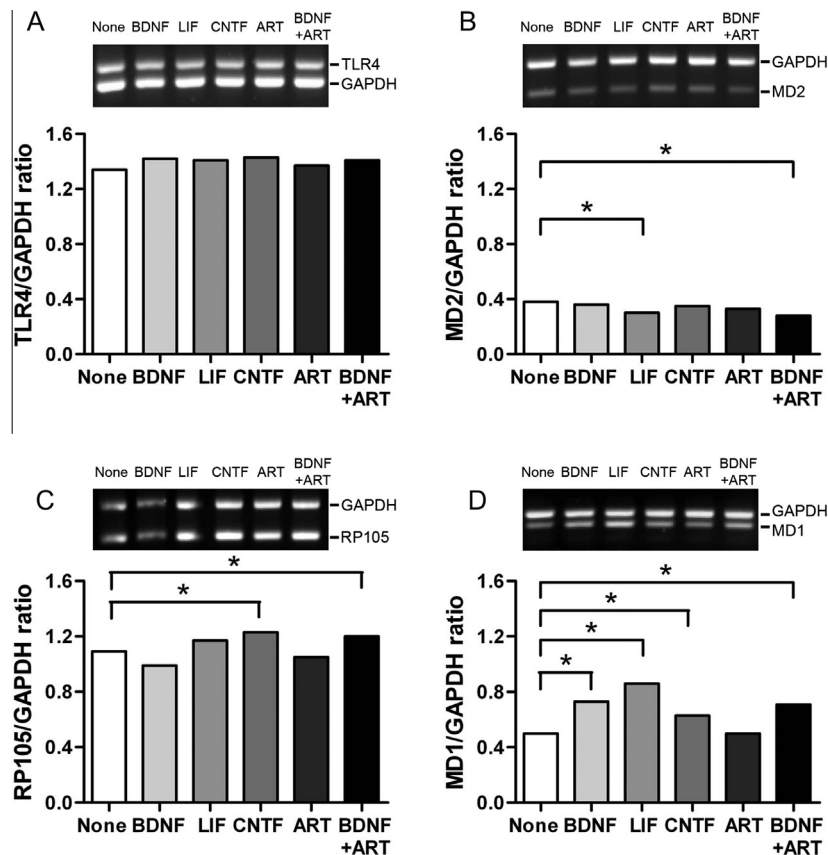 A
None BDNF LIF CNTF ART BDNF +ART
TLR4
GAPDH
TLR4/GAPDH ratio
1.6
1.2
0.8
0.4
0.0
None BDNF LIF CNTF ART BDNF +ART
B
None BDNF LIF CNTF ART BDNF +ART
GAPDH
MD2
MD2/GAPDH ratio
1.6
1.2
0.8
0.4
0.0
*
*
None BDNF LIF CNTF ART BDNF +ART
C
None BDNF LIF CNTF ART BDNF +ART
GAPDH
RP105
RP105/GAPDH ratio
1.6
1.2
0.8
0.4
0.0
*
*
None BDNF LIF CNTF ART BDNF +ART
D
None BDNF LIF CNTF ART BDNF +ART
GAPDH
MD1
MD1/GAPDH ratio
1.6
1.2
0.8
0.4
0.0
*
*
*
*
None BDNF LIF CNTF ART BDNF +ART